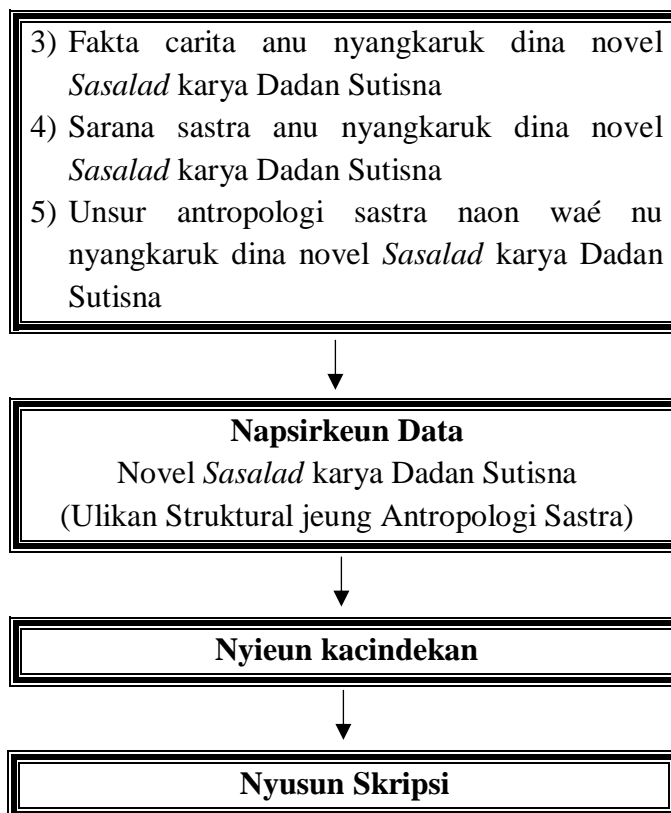 3) Fakta carita anu nyangkaruk dina novel
Sasalad karya Dadan Sutisna
4) Sarana sastra anu nyangkaruk dina novel
Sasalad karya Dadan Sutisna
5) Unsur antropologi sastra naon waé nu
nyangkaruk dina novel Sasalad karya Dadan
Sutisna
Napsirkeun Data
Novel Sasalad karya Dadan Sutisna
(Ulikan Struktural jeung Antropologi Sastra)
Nyieun kacindekan
Nyusun Skripsi